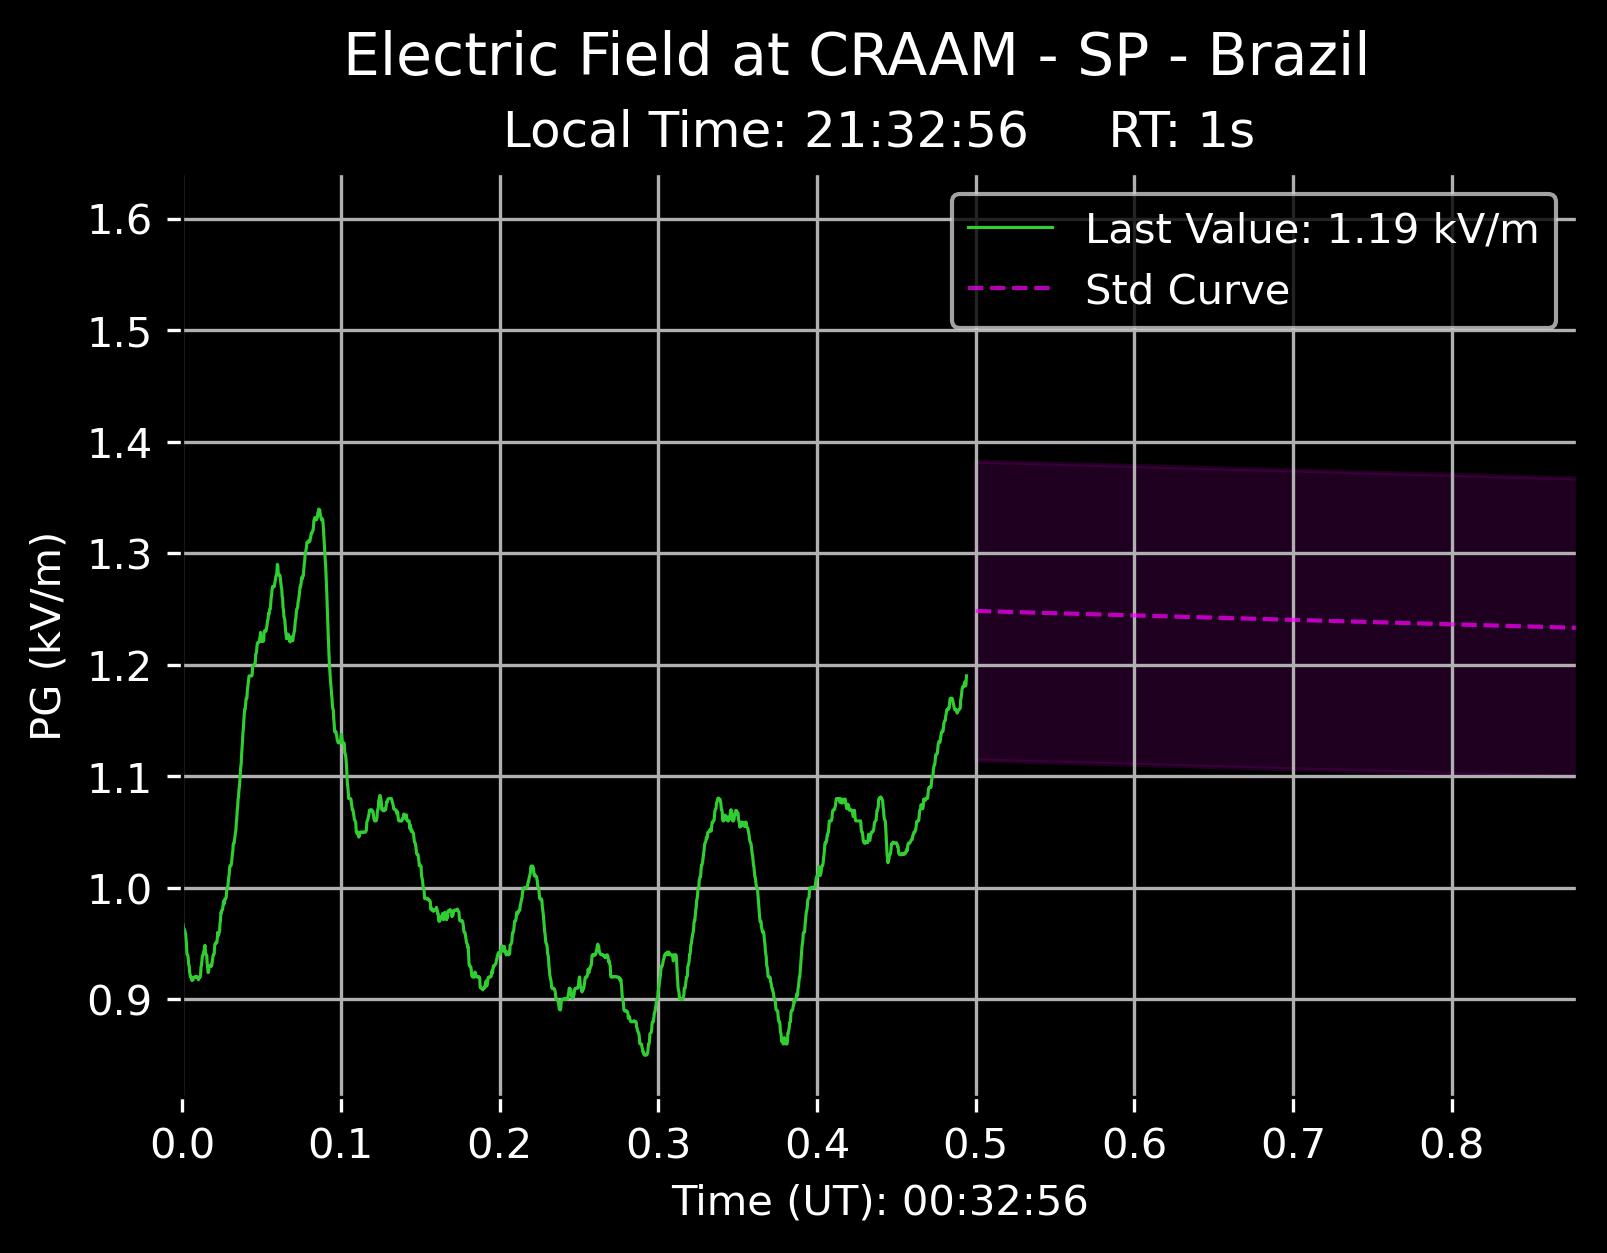 Electric Field at CRAAM - SP - Brazil
Local Time: 21:32:56 RT: 1s
Last Value: 1.19 kV/m
Std Curve
PG (kV/m)
1.6
1.5
1.4
1.3
1.2
1.1
1.0
0.9
0.0 0.1 0.2 0.3 0.4 0.5 0.6 0.7 0.8
Time (UT): 00:32:56